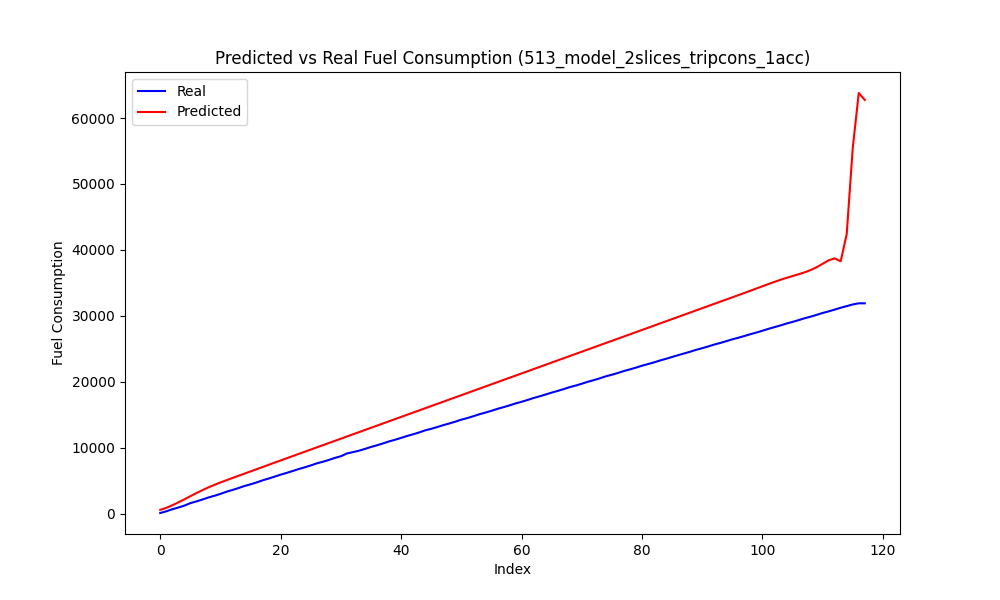 Predicted vs Real Fuel Consumption (513_model_2slices_tripcons_1acc)
Real
Predicted
60000
50000
40000
30000
20000
10000
0
Fuel Consumption
0 20 40 60 80 100 120
Index